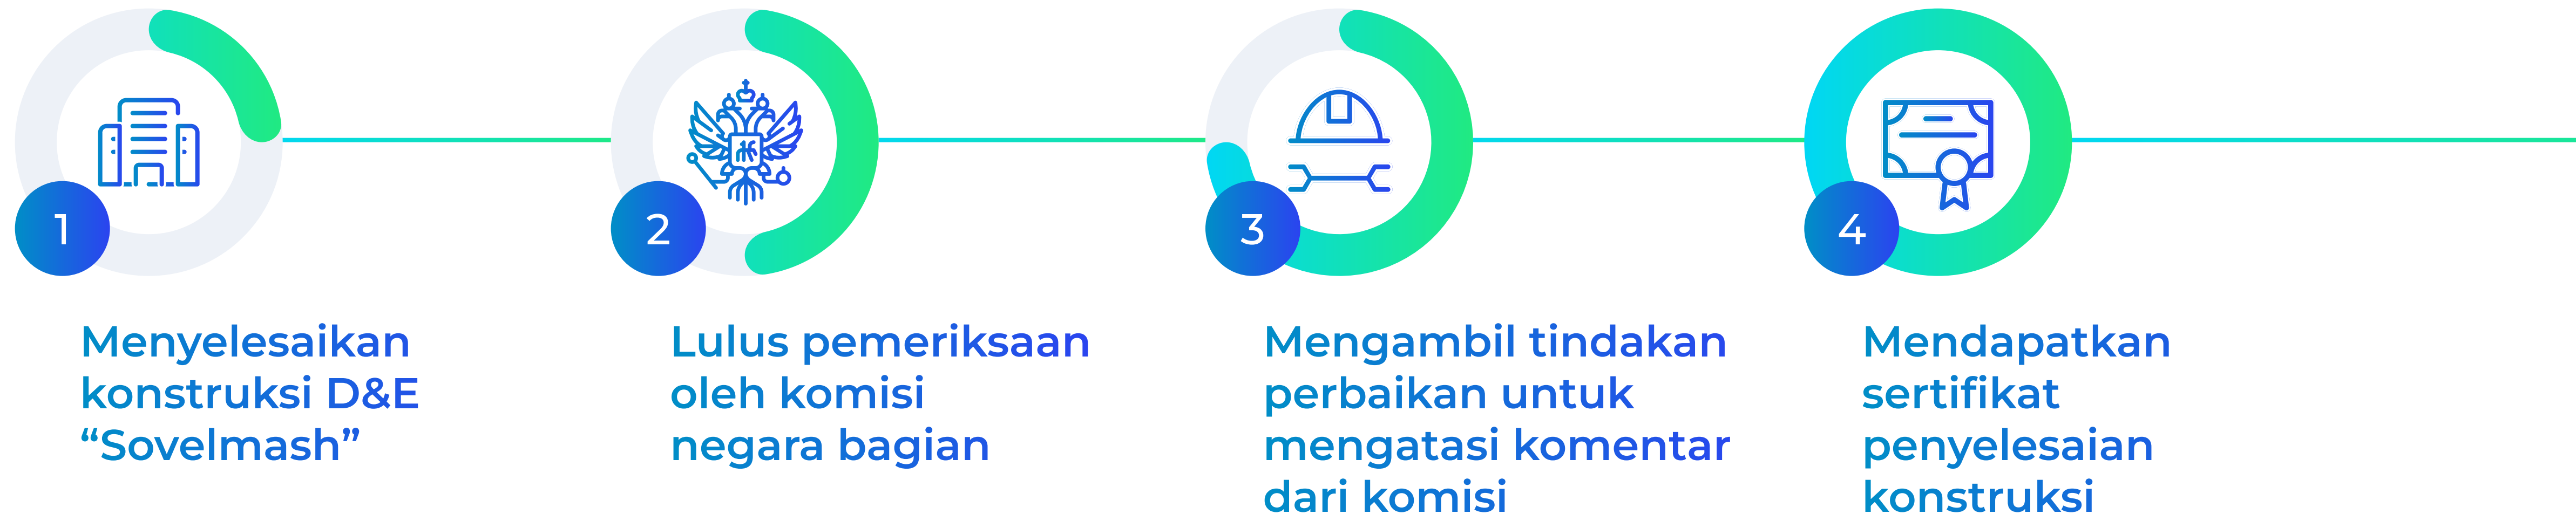 1
Menyelesaikan
konstruksi D&E
“Sovelmash”
2
Lulus pemeriksaan
oleh komisi
negara bagian
3
Mengambil tindakan
perbaikan untuk
mengatasi komentar
dari komisi
4
Mendapatkan
sertifikat
penyelesaian
konstruksi